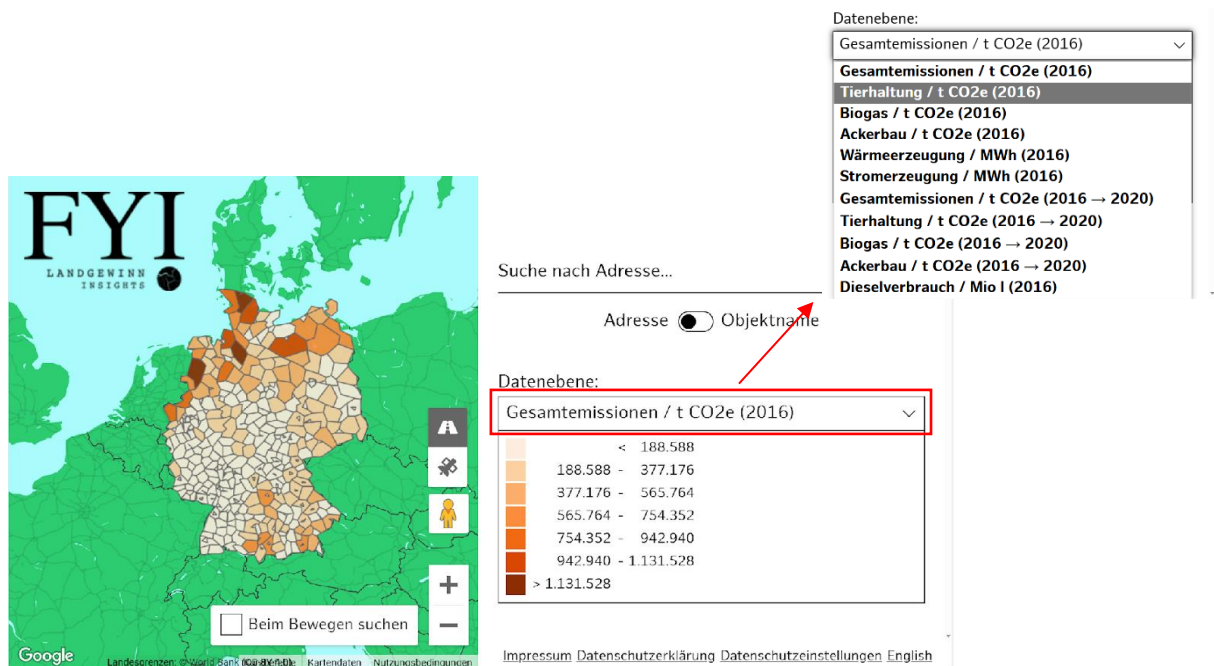 Datenebene:
Gesamtemissionen / t CO2e (2016)
Gesamtemissionen / t CO2e (2016)
Tierhaltung / t CO2e (2016)
Biogas / t CO2e (2016)
Ackerbau / t CO2e (2016)
Wärmeerzeugung / MWh (2016)
Stromerzeugung / MWh (2016)
Gesamtemissionen / t CO2e (2016 → 2020)
Tierhaltung / t CO2e (2016 → 2020)
Biogas / t CO2e (2016 → 2020)
Ackerbau / t CO2e (2016 → 2020)
Dieselverbrauch / Mio l (2016)
FYI
LANDGEWINN
INSIGHTS
Suche nach Adresse...
Adresse Objektname
Datenebene:
Gesamtemissionen / t CO2e (2016)
< 188.588
188.588 - 377.176
377.176 - 565.764
565.764 - 754.352
754.352 - 942.940
942.940 - 1.131.528
> 1.131.528
+
Beim Bewegen suchen
−
Google
Landesgrenzen: © World Bank Kartendaten Nutzungsbedingungen
Impressum Datenschutzerklärung Datenschutzeinstellungen English